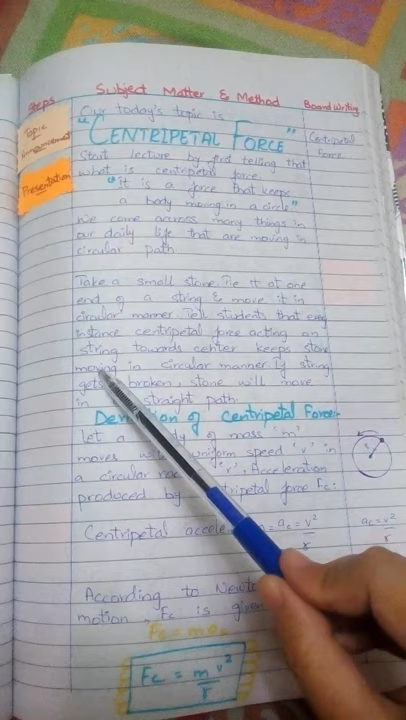 Steps
Subject Matter & Method
Board Writing
Topic
Announcement
Our today's topic is
"CENTRIPETAL FORCE"
Centripetal
Force
Presentation
Start lecture by first telling that
what is centripetal force.
"It is a force that keeps
a body moving in a circle"
We come across many things in
our daily life that are moving in
circular path
Take a small stone. Tie it at one
end of a string & move it in
circular manner. Tell students that every
instance centripetal force acting on
string towards center keeps stone
moving in circular manner. If string
gets broken, stone will move
in straight path.
of Centripetal Force:
Let a of mass 'm'
moves uniform speed 'v' in
a circular 'r'. Acceleration
produced by centripetal force Fc:
Centripetal = ac = v²/r
ac = v²/r
According to
motion, Fc is given
Fc = m
Fc = mv²/r